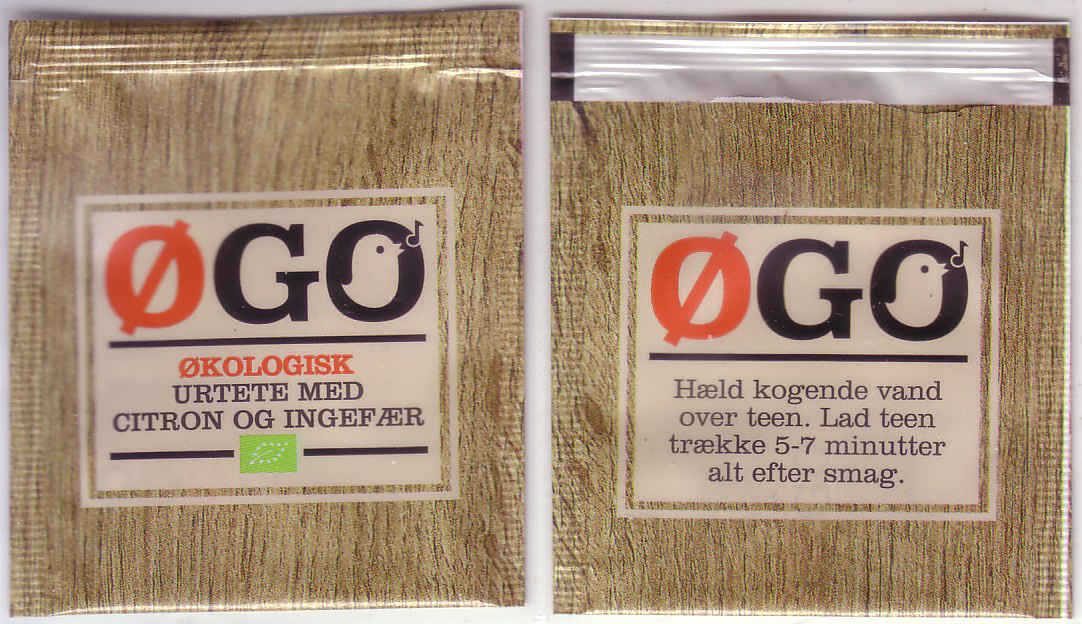 ØGO
ØKOLOGISK
URTETE MED
CITRON OG INGEFÆR
ØGO
Hæld kogende vand
over teen. Lad teen
trække 5-7 minutter
alt efter smag.